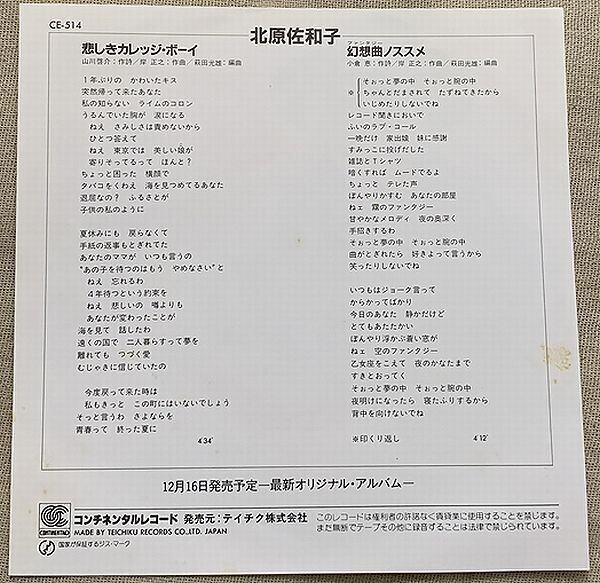 CE-514
北原佐和子
悲しきカレッジ・ボーイ
山川啓介：作詩／岸 正之：作曲／萩田光雄：編曲
1年ぶりの かわいたキス
突然帰って来たあなた
私の知らない ライムのコロン
うるんでいた胸が 涙になる
ねえ さみしさは責めないから
ひとつ答えて
ねえ 東京では 美しい娘が
寄りそってるって ほんと？
ちょっと困った 横顔で
タバコをくわえ 海を見つめてるあなた
退屈なの？ ふるさとが
子供の私のように
夏休みにも 戻らなくて
手紙の返事もとぎれてた
あなたのママが いつも言うの
“あの子を待つのはもう やめなさい”と
ねえ 忘れるわ
4年待つという約束を
ねえ 悲しいの 噂よりも
あなたが変わったことが
海を見て 話したわ
遠くの国で 二人暮らすって夢を
離れても つづく愛
むじゃきに信じていたの
今度戻って来た時は
私もきっと この町にはいないでしょう
そっと言うわ さよならを
青春って 終った夏に
4′34″
ファンタジー
幻想曲ノススメ
小倉 恵：作詩／岸 正之：作曲／萩田光雄：編曲
そぉっと夢の中 そぉっと腕の中
※ ちゃんとだまされて たずねてきたから
いじめたりしないでね
レコード聞きにおいで
ふいのラブ・コール
一晩だけ 家出娘 妹に感謝
すみっこに投げだした
雑誌とTシャツ
暗くすれば ムードでるよ
ちょっと テレた声
ぼんやりかすむ あなたの部屋
ねェ 霧のファンタジー
甘やかなメロディ 夜の奥深く
手招きするわ
そぉっと夢の中 そぉっと腕の中
曲がとぎれたら 好きよって言うから
笑ったりしないでね
いつもはジョーク言って
からかってばかり
今日のあなた 静かだけど
とてもあたたかい
ぼんやり浮かぶ蒼い窓が
ねェ 空のファンタジー
乙女座をこえて 夜のかなたまで
すきとおってく
そぉっと夢の中 そぉっと腕の中
夜明けになったら 寝たふりするから
背中を向けないでね
※印くり返し
4′12″
12月16日発売予定―最新オリジナル・アルバム―
CONTINENTAL
コンチネンタルレコード 発売元：テイチク株式会社
MADE BY TEICHIKU RECORDS CO.,LTD. JAPAN
国家が保証するジス・マーク
このレコードは権利者の許諾なく賃貸業に使用することを禁じます。
また無断でテープその他に録音することは法律で禁じられています。